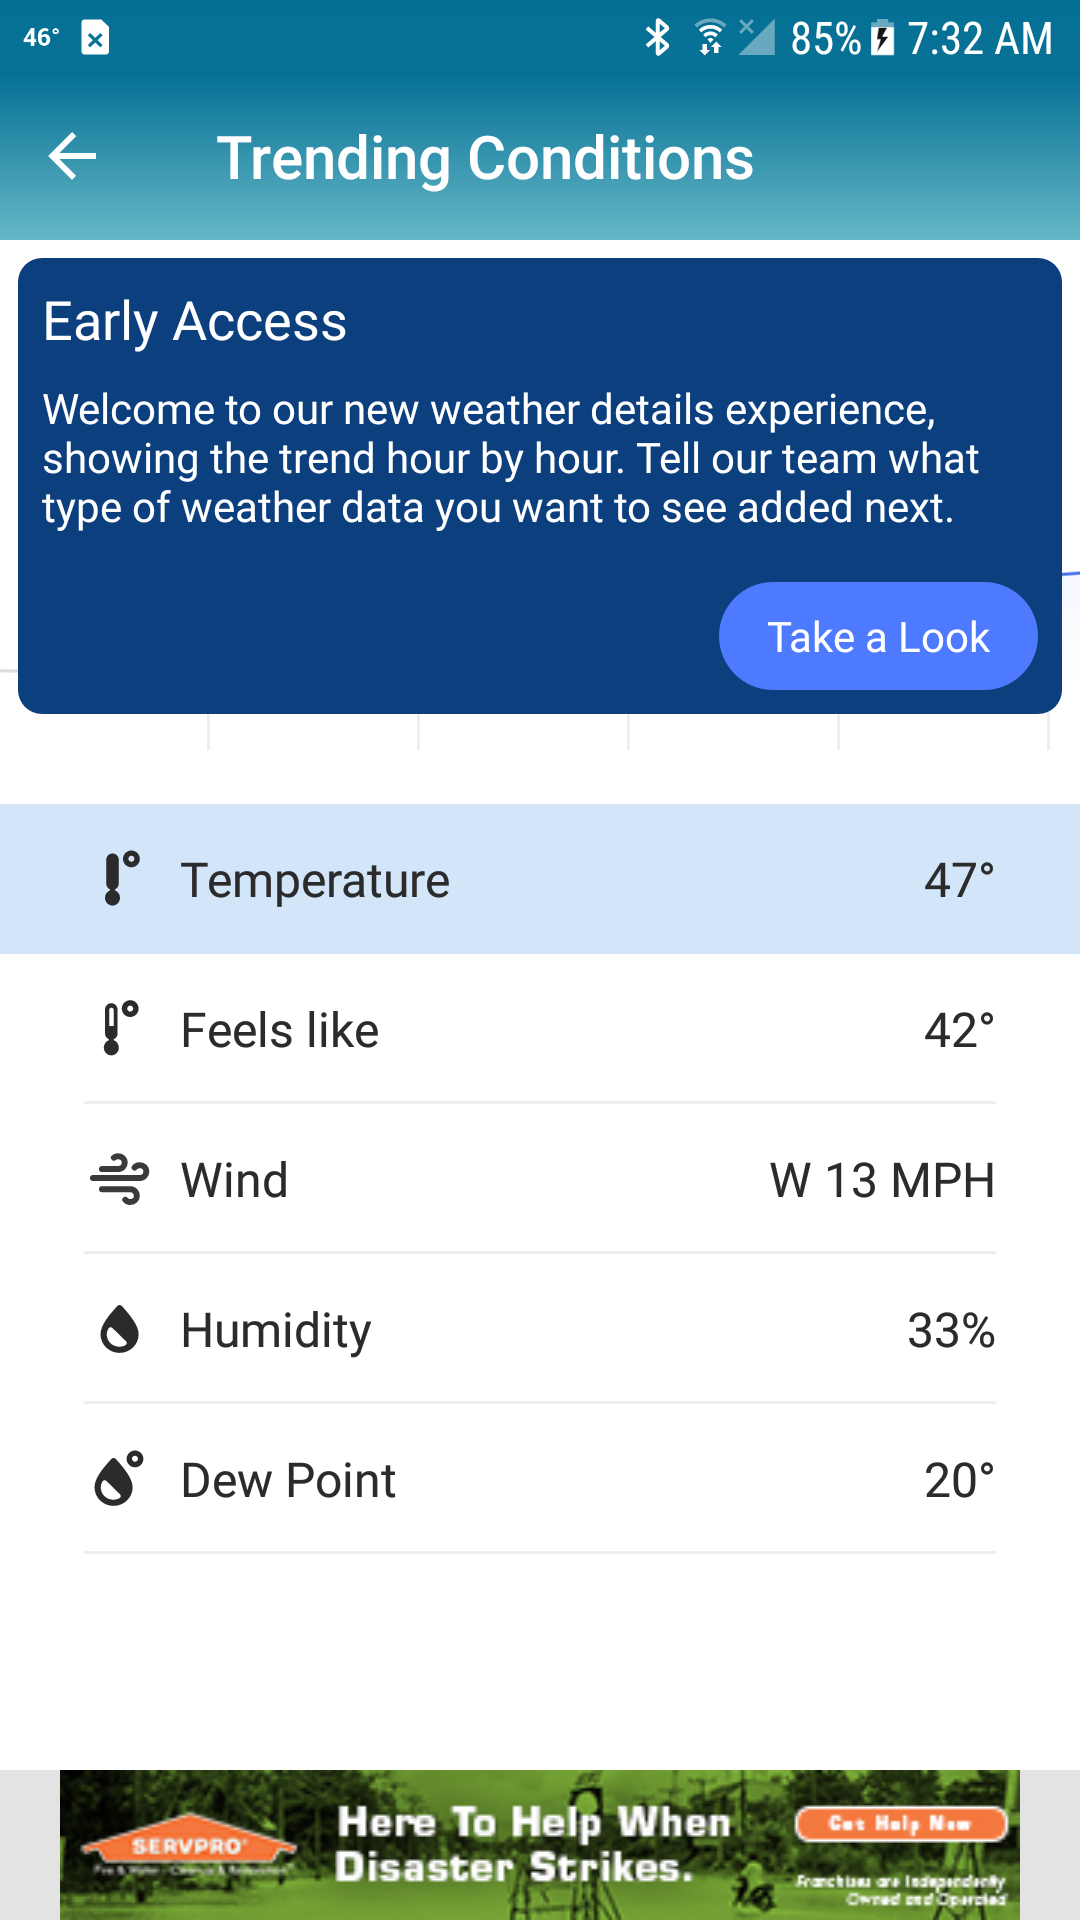 46°
85%
7:32 AM
Trending Conditions
Early Access
Welcome to our new weather details experience,
showing the trend hour by hour. Tell our team what
type of weather data you want to see added next.
Take a Look
Temperature 47°
Feels like 42°
Wind W 13 MPH
Humidity 33%
Dew Point 20°
SERVPRO
Here To Help When
Disaster Strikes.
Get Help Now
Franchises are Independently
Owned and Operated